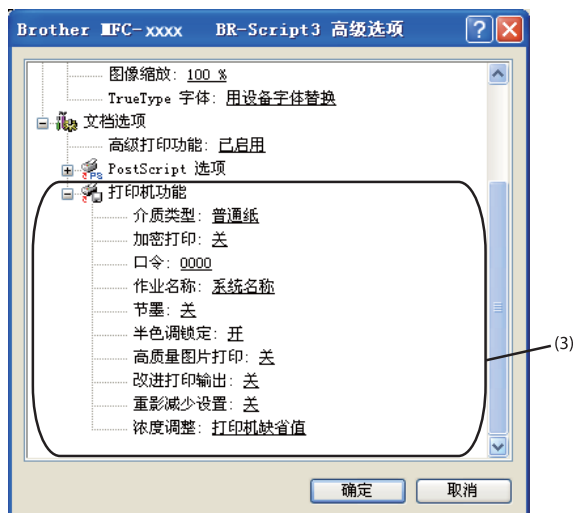 Brother MFC-xxxx BR-Script3 高级选项
图像缩放: 100 %
TrueType 字体: 用设备字体替换
文档选项
高级打印功能: 已启用
PostScript 选项
打印机功能
介质类型: 普通纸
加密打印: 关
口令: 0000
作业名称: 系统名称
节墨: 关
半色调锁定: 开
高质量图片打印: 关
改进打印输出: 关
重影减少设置: 关
浓度调整: 打印机缺省值
(3)
确定 取消